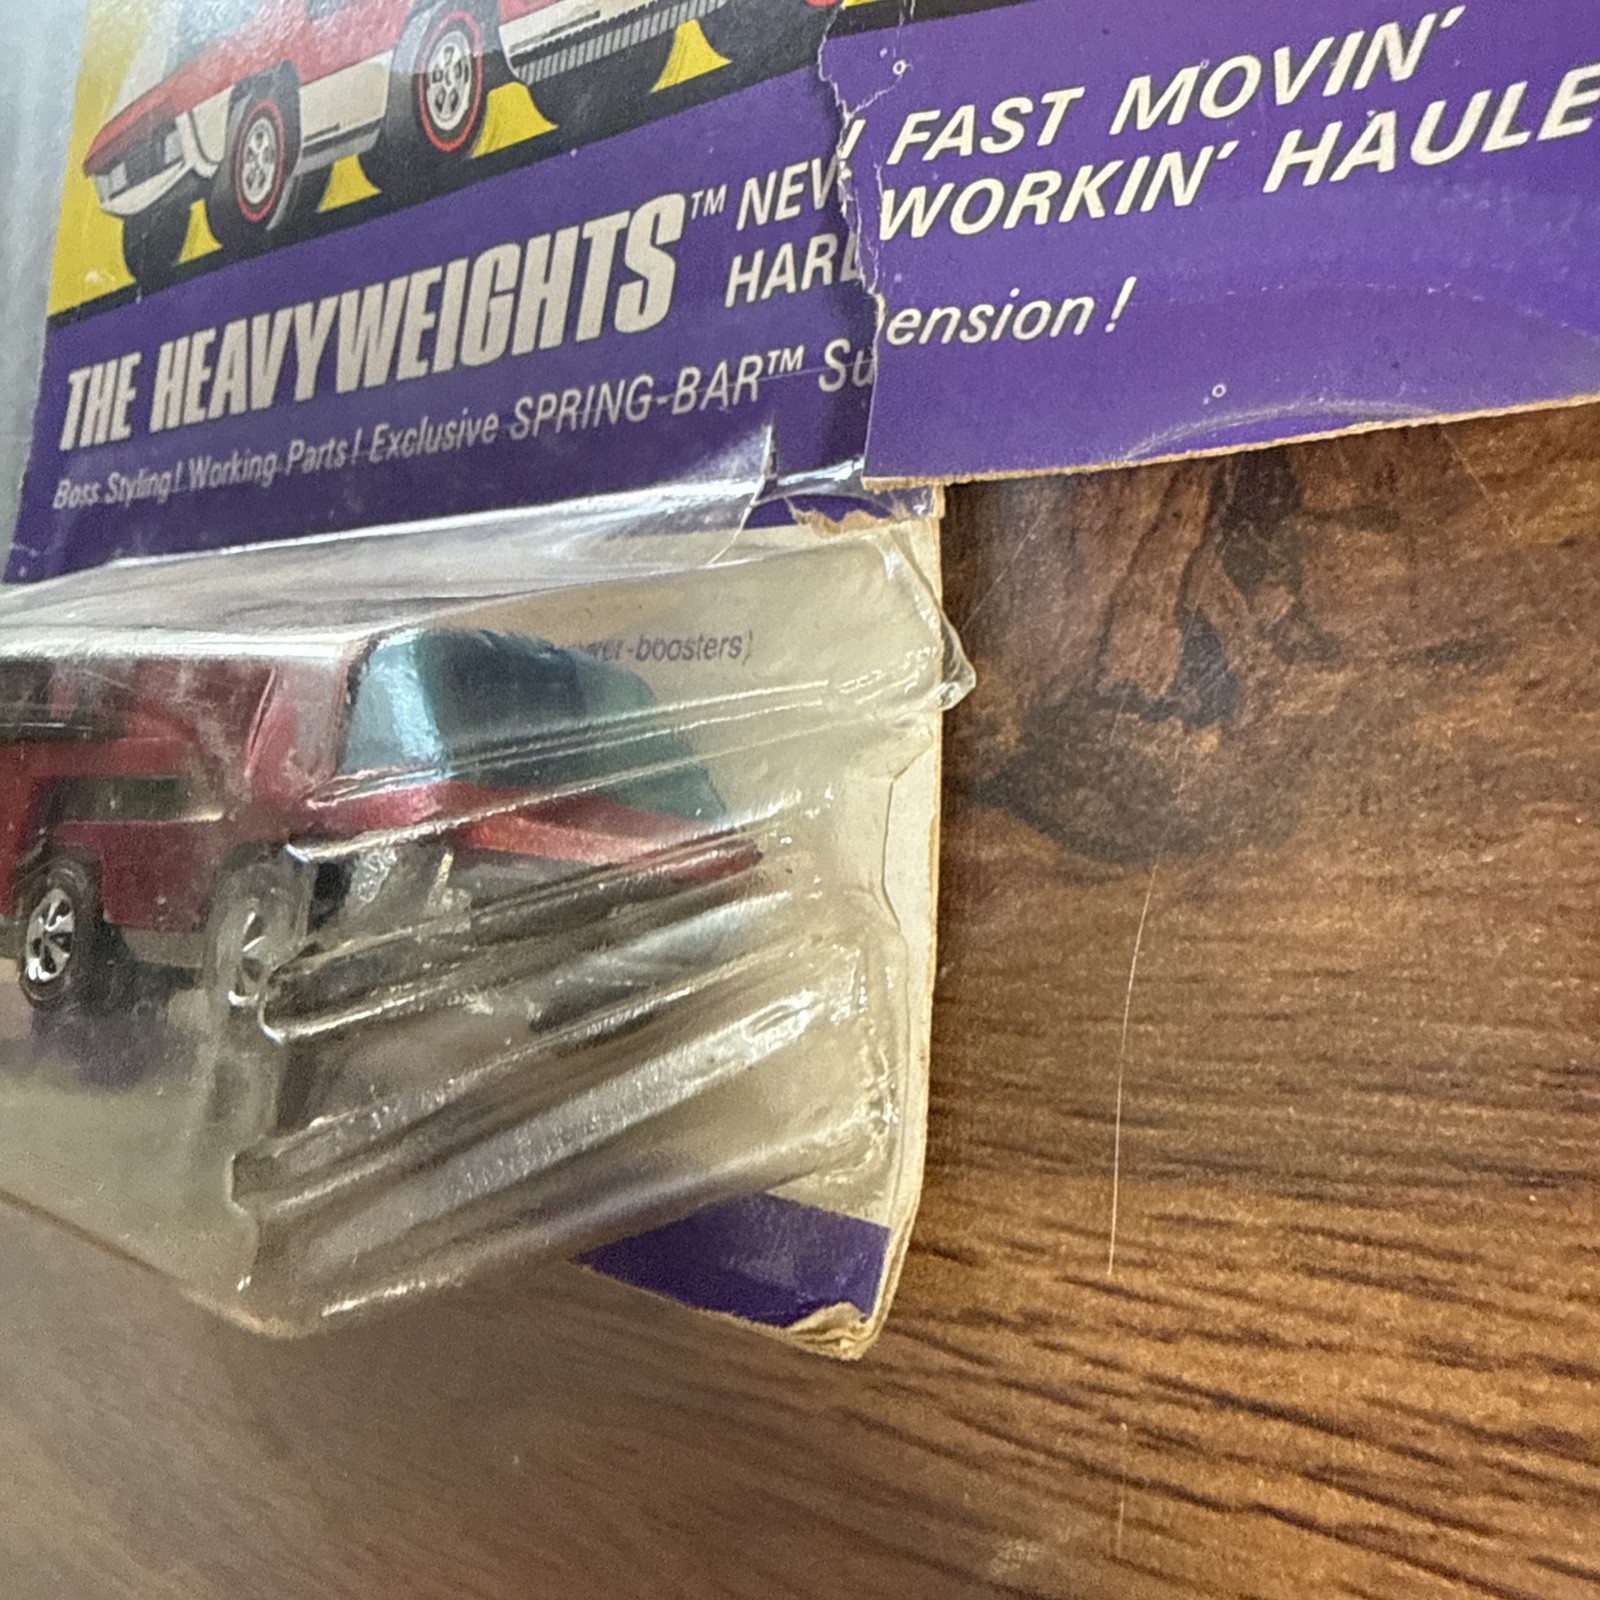 THE HEAVYWEIGHTS™ NEW FAST MOVIN'
HARD WORKIN' HAULE
Boss Styling! Working Parts! Exclusive SPRING-BAR™ Su ension!
-boosters)